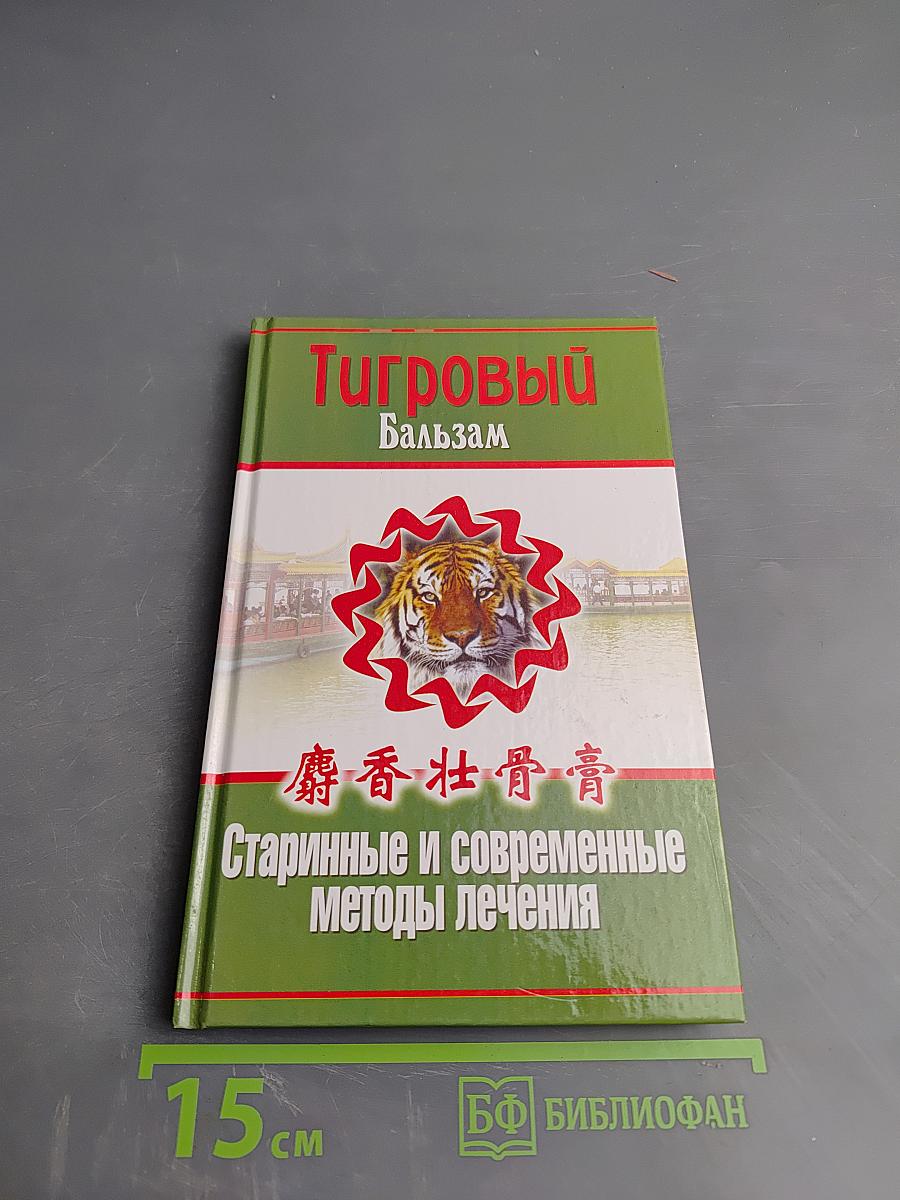 Тигровый
Бальзам
麝香壮骨膏
Старинные и современные
методы лечения
15 см
БФ БИБЛИОФАН